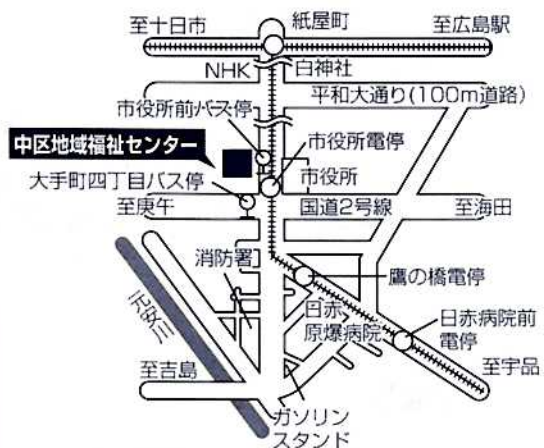 至十日市
紙屋町
至広島駅
NHK
白神社
平和大通り(100m道路)
市役所前バス停
中区地域福祉センター
市役所電停
大手町四丁目バス停
市役所
至庚午
国道2号線
至海田
消防署
鷹の橋電停
元安川
日赤
原爆病院
日赤病院前
電停
至吉島
至宇品
ガソリン
スタンド